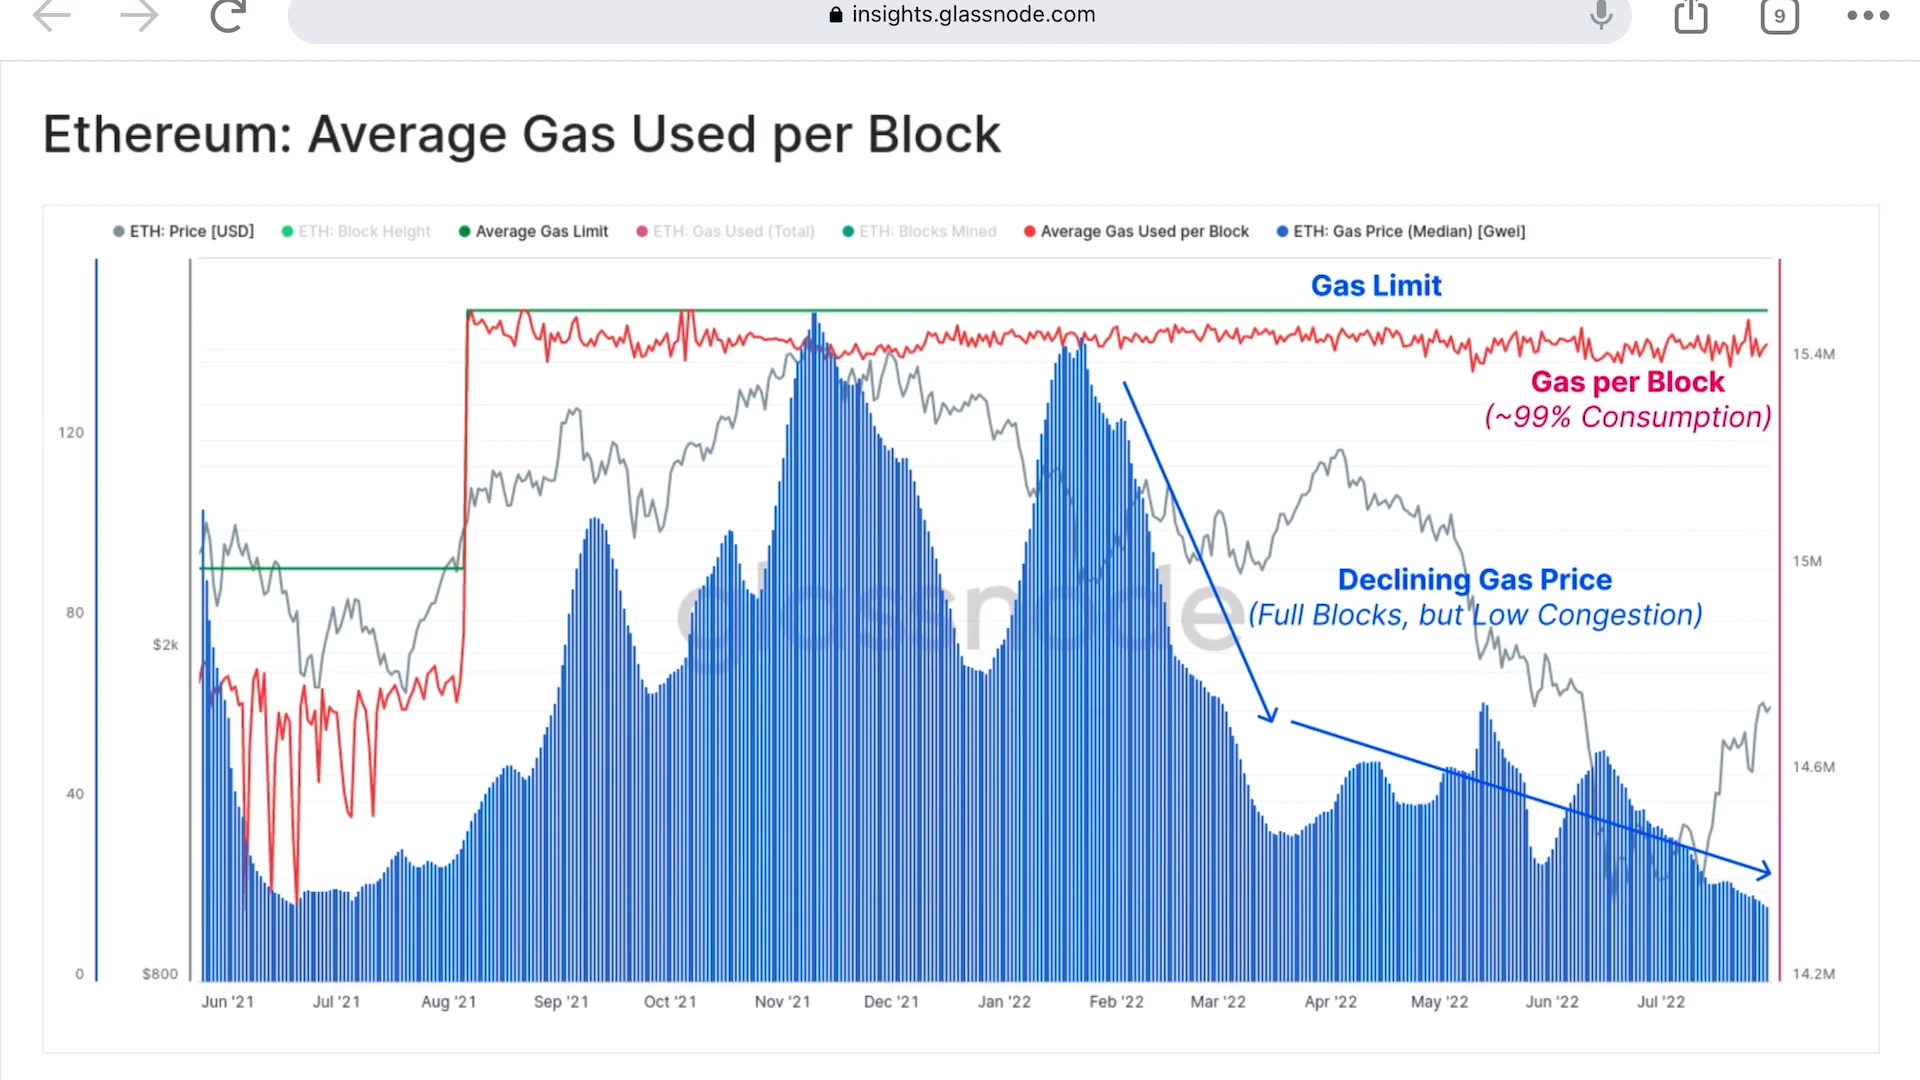 insights.glassnode.com
9
Ethereum: Average Gas Used per Block
ETH: Price [USD] ETH: Block Height Average Gas Limit ETH: Gas Used (Total) ETH: Blocks Mined Average Gas Used per Block ETH: Gas Price (Median) [Gwei]
Gas Limit
15.4M
Gas per Block
(~99% Consumption)
120
15M
Declining Gas Price
(Full Blocks, but Low Congestion)
glassnode
80
$2k
14.6M
40
0 $800 14.2M
Jun '21 Jul '21 Aug '21 Sep '21 Oct '21 Nov '21 Dec '21 Jan '22 Feb '22 Mar '22 Apr '22 May '22 Jun '22 Jul '22